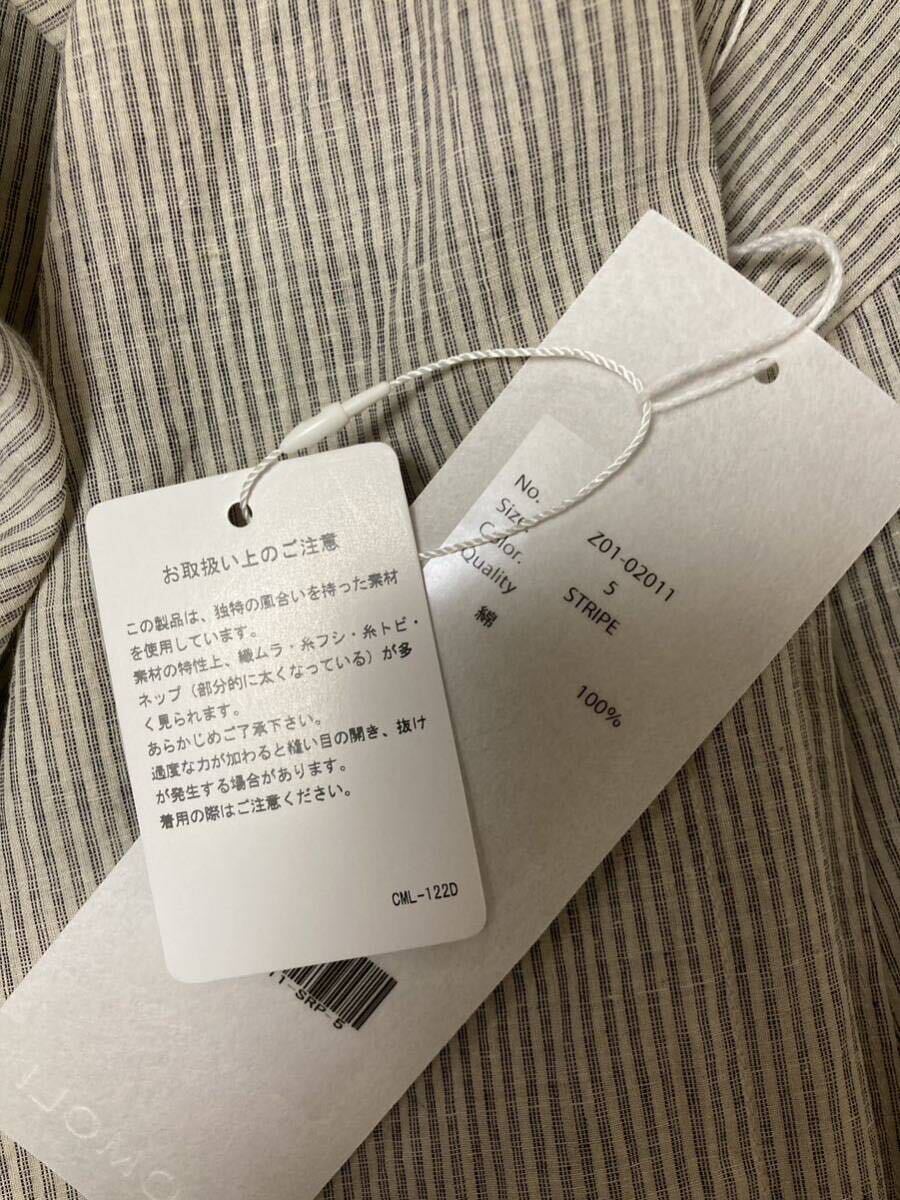 お取扱い上のご注意
この製品は、独特の風合いを持った素材
を使用しています。
素材の特性上、織ムラ・糸フシ・糸トビ・
ネップ（部分的に太くなっている）が多
く見られます。
あらかじめご了承下さい。
過度な力が加わると縫い目の開き、抜け
が発生する場合があります。
着用の際はご注意ください。
CML-122D
No. Z01-02011
Size. 5
Color. STRIPE
Quality
綿 100%
1-SRP-5